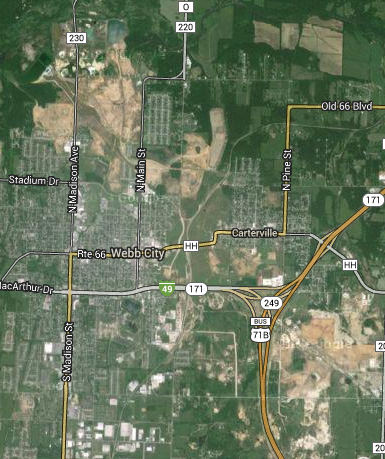 O
230
220
Old 66 Blvd
N Main St
N Pine St
N Madison Ave
Stadium Dr
171
Carterville
HH
Rte 66
Webb City
HH
MacArthur Dr
49
171
249
BUS
71B
S Madison St